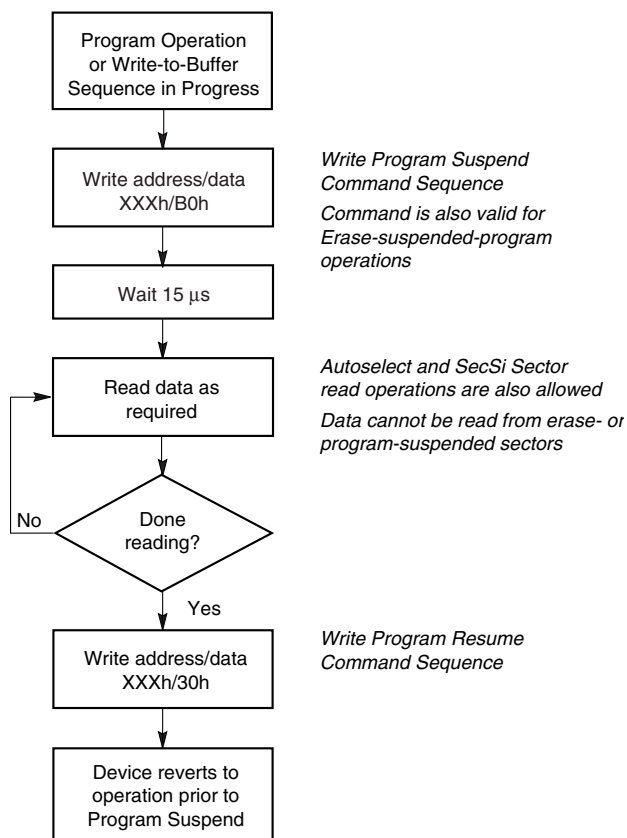 Program Operation
or Write-to-Buffer
Sequence in Progress
Write address/data
XXXh/B0h
Write Program Suspend
Command Sequence
Command is also valid for
Erase-suspended-program
operations
Wait 15 μs
Read data as
required
Autoselect and SecSi Sector
read operations are also allowed
Data cannot be read from erase- or
program-suspended sectors
No
Done
reading?
Yes
Write address/data
XXXh/30h
Write Program Resume
Command Sequence
Device reverts to
operation prior to
Program Suspend